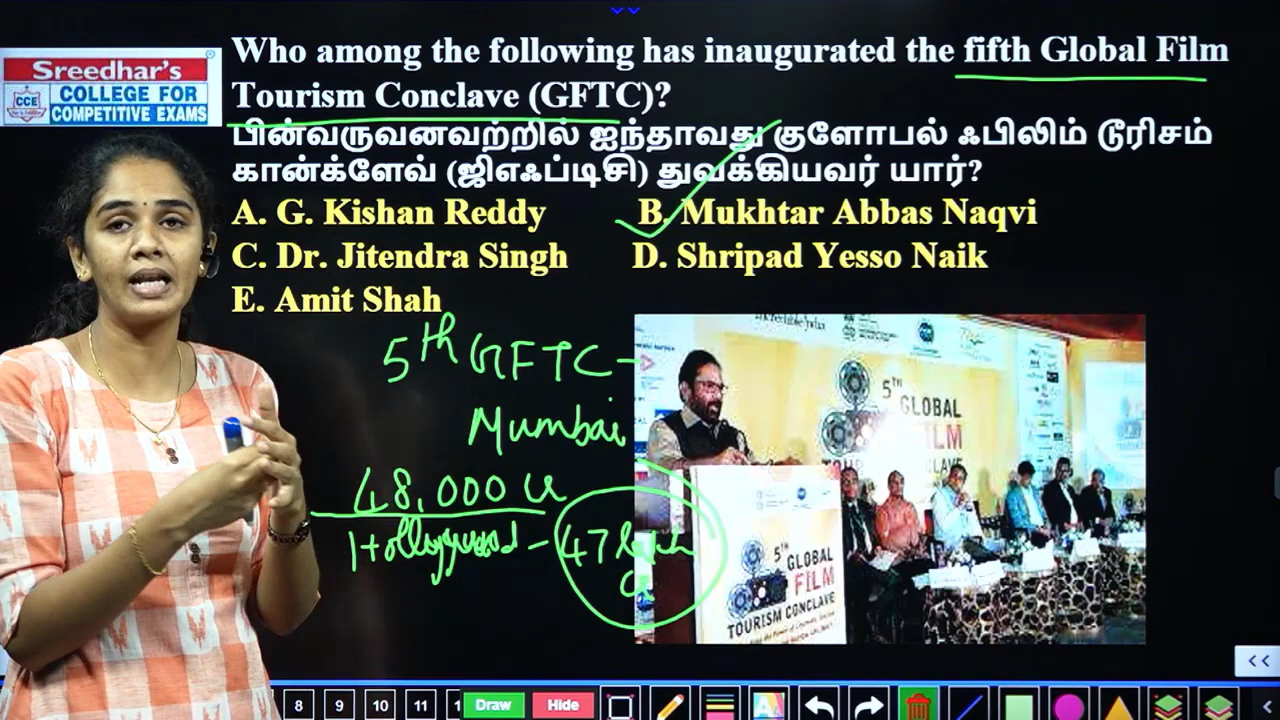 Who among the following has inaugurated the fifth Global Film
Tourism Conclave (GFTC)?
பின்வருவனவற்றில் ஐந்தாவது குளோபல் ஃபிலிம் டூரிசம்
கான்க்ளேவ் (ஜிஎஃப்டிசி) துவக்கியவர் யார்?
A. G. Kishan Reddy
B. Mukhtar Abbas Naqvi
C. Dr. Jitendra Singh
D. Shripad Yesso Naik
E. Amit Shah
Sreedhar's
CCE
COLLEGE FOR
COMPETITIVE EXAMS
5th GFTC -
Mumbai
48,000
Hollywood - 47
5TH
GLOBAL
FILM
5TH
GLOBAL
FILM
TOURISM CONCLAVE
8 9 10 11 Draw Hide
<<